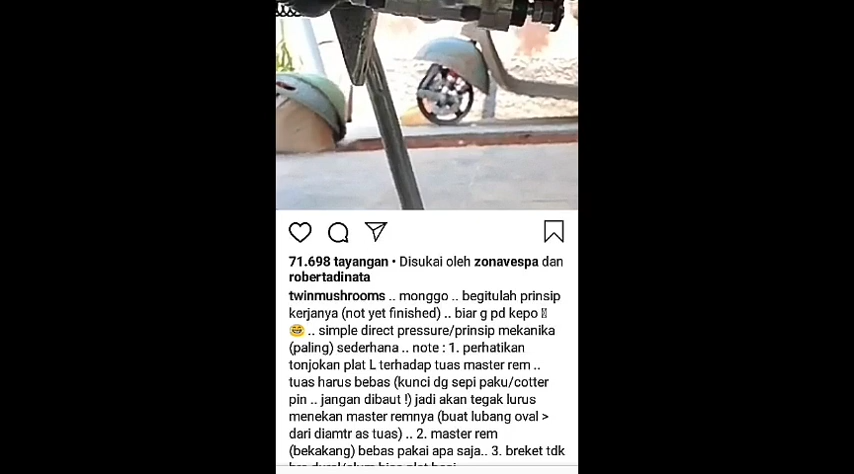 71.698 tayangan • Disukai oleh zonavespa dan
robertadinata
twinmushrooms .. monggo .. begitulah prinsip
kerjanya (not yet finished) .. biar g pd kepo
😄 .. simple direct pressure/prinsip mekanika
(paling) sederhana .. note : 1. perhatikan
tonjokan plat L terhadap tuas master rem ..
tuas harus bebas (kunci dg sepi paku/cotter
pin .. jangan dibaut !) jadi akan tegak lurus
menekan master remnya (buat lubang oval >
dari diamtr as tuas) .. 2. master rem
(bekakang) bebas pakai apa saja.. 3. breket tdk